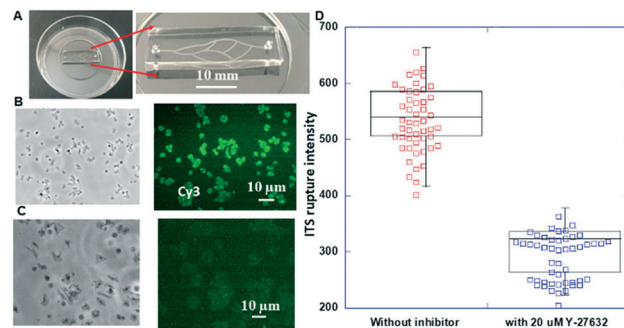 A
10 mm
B
Cy3
10 µm
C
10 µm
D
ITS rupture intensity
700
600
500
400
300
200
Without inhibitor
with 20 uM Y-27632